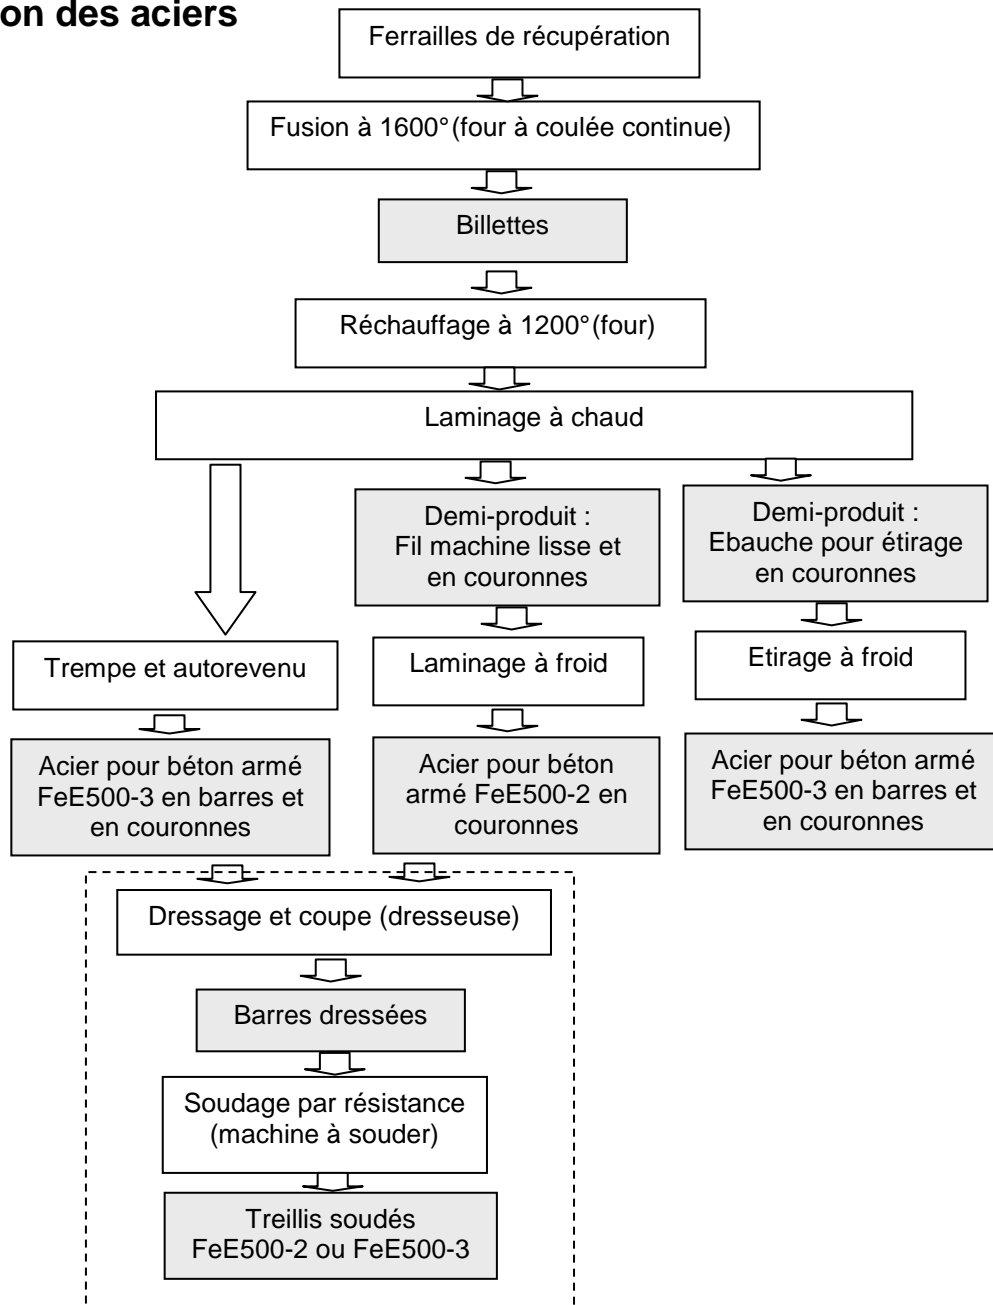 on des aciers
Ferrailles de récupération
Fusion à 1600° (four à coulée continue)
Billettes
Réchauffage à 1200° (four)
Laminage à chaud
Demi-produit :
Fil machine lisse et
en couronnes
Demi-produit :
Ebauche pour étirage
en couronnes
Trempe et autorevenu
Laminage à froid
Etirage à froid
Acier pour béton armé
FeE500-3 en barres et
en couronnes
Acier pour béton
armé FeE500-2 en
couronnes
Acier pour béton armé
FeE500-3 en barres et
en couronnes
Dressage et coupe (dresseuse)
Barres dressées
Soudage par résistance
(machine à souder)
Treillis soudés
FeE500-2 ou FeE500-3